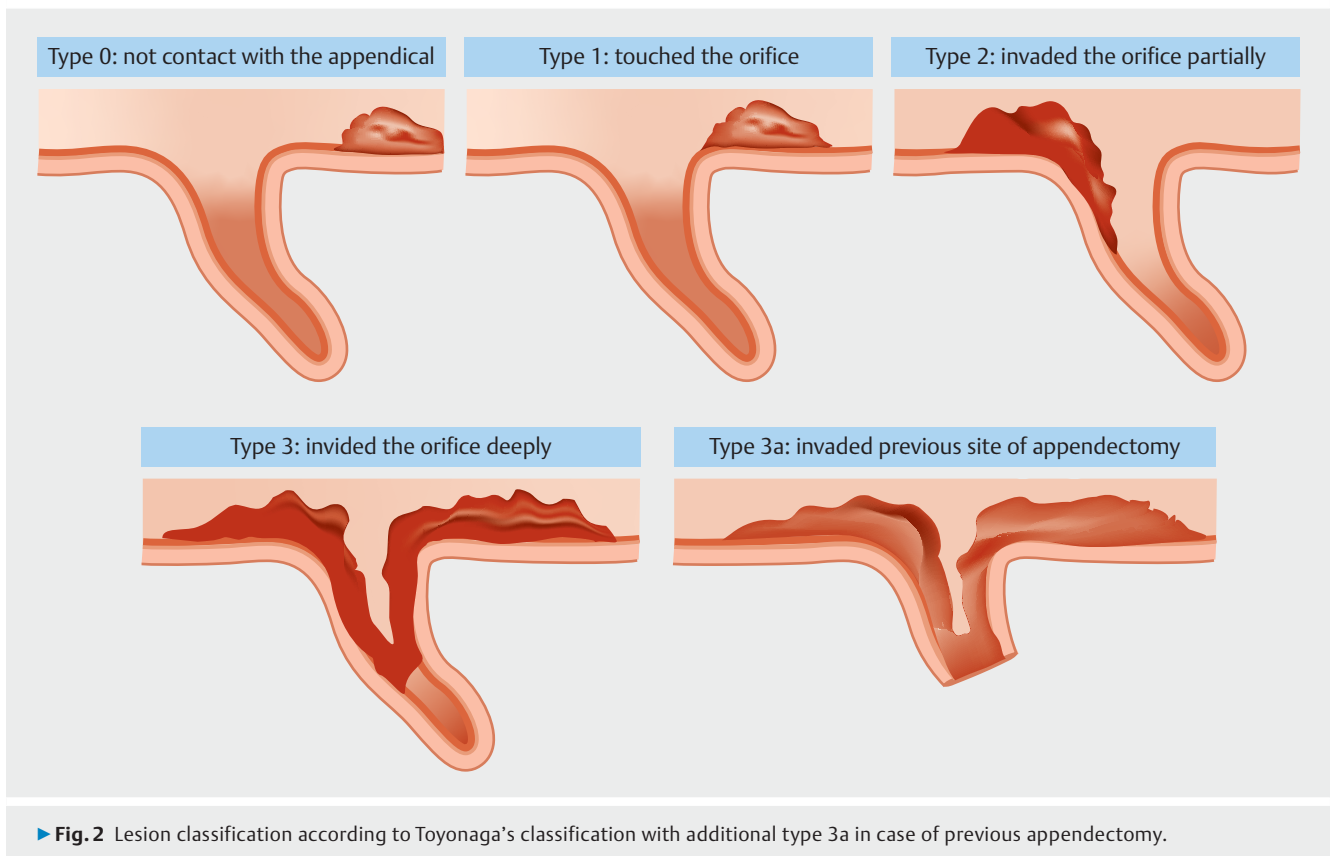 Type 0: not contact with the appendical
Type 1: touched the orifice
Type 2: invaded the orifice partially
Type 3: invided the orifice deeply
Type 3a: invaded previous site of appendectomy
▶ Fig. 2 Lesion classification according to Toyonaga’s classification with additional type 3a in case of previous appendectomy.